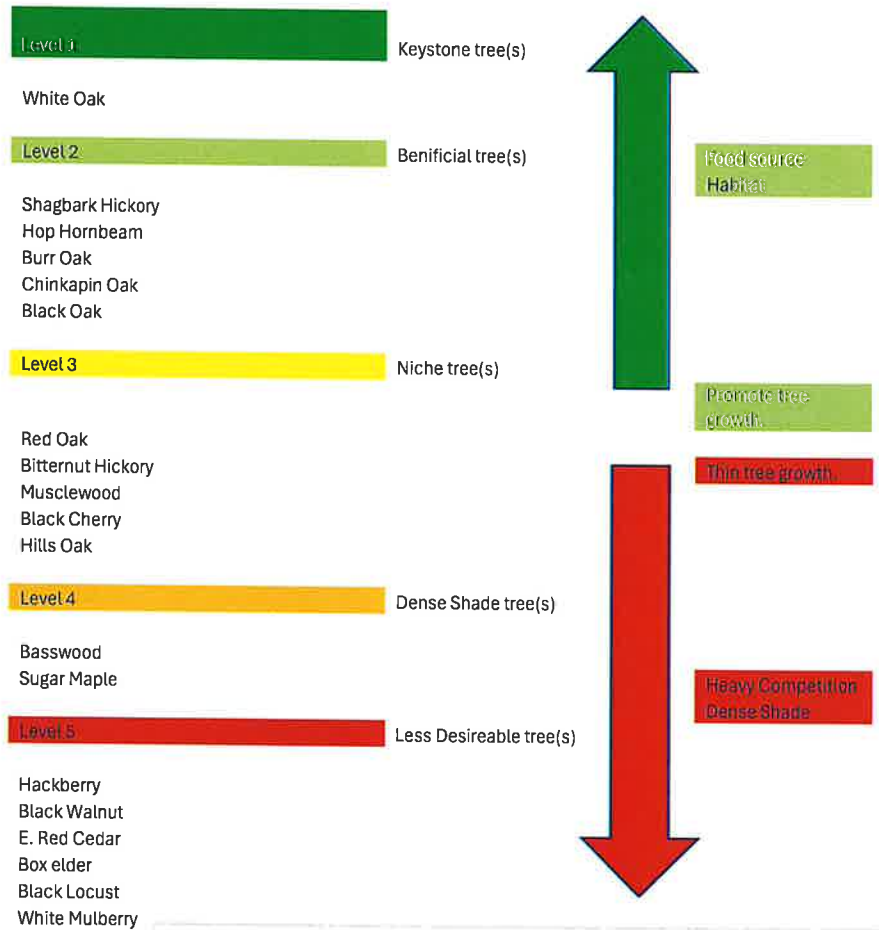 Level 1
Keystone tree(s)
White Oak
Level 2
Benificial tree(s)
Food source
Habitat
Shagbark Hickory
Hop Hornbeam
Burr Oak
Chinkapin Oak
Black Oak
Level 3
Niche tree(s)
Promote tree
growth.
Red Oak
Bitternut Hickory
Musclewood
Black Cherry
Hills Oak
Thin tree growth.
Level 4
Dense Shade tree(s)
Basswood
Sugar Maple
Heavy Competition
Dense Shade
Level 5
Less Desireable tree(s)
Hackberry
Black Walnut
E. Red Cedar
Box elder
Black Locust
White Mulberry